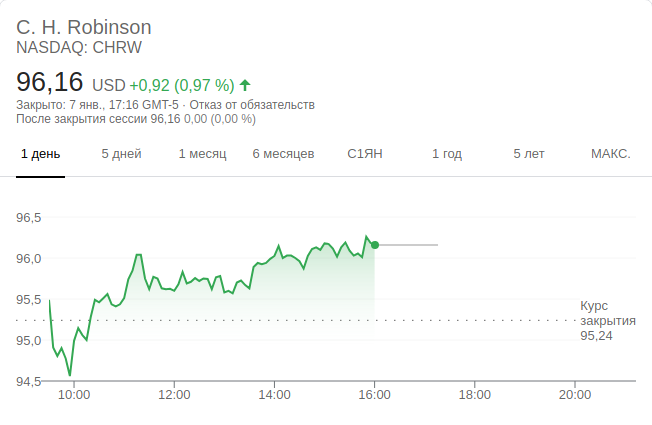 C. H. Robinson
NASDAQ: CHRW
96,16 USD +0,92 (0,97 %)
Закрыто: 7 янв., 17:16 GMT-5 · Отказ от обязательств
После закрытия сессии 96,16 0,00 (0,00 %)
1 день 5 дней 1 месяц 6 месяцев С1ЯН 1 год 5 лет МАКС.
96,5
96,0
95,5
Курс
закрытия
95,24
95,0
94,5
10:00 12:00 14:00 16:00 18:00 20:00